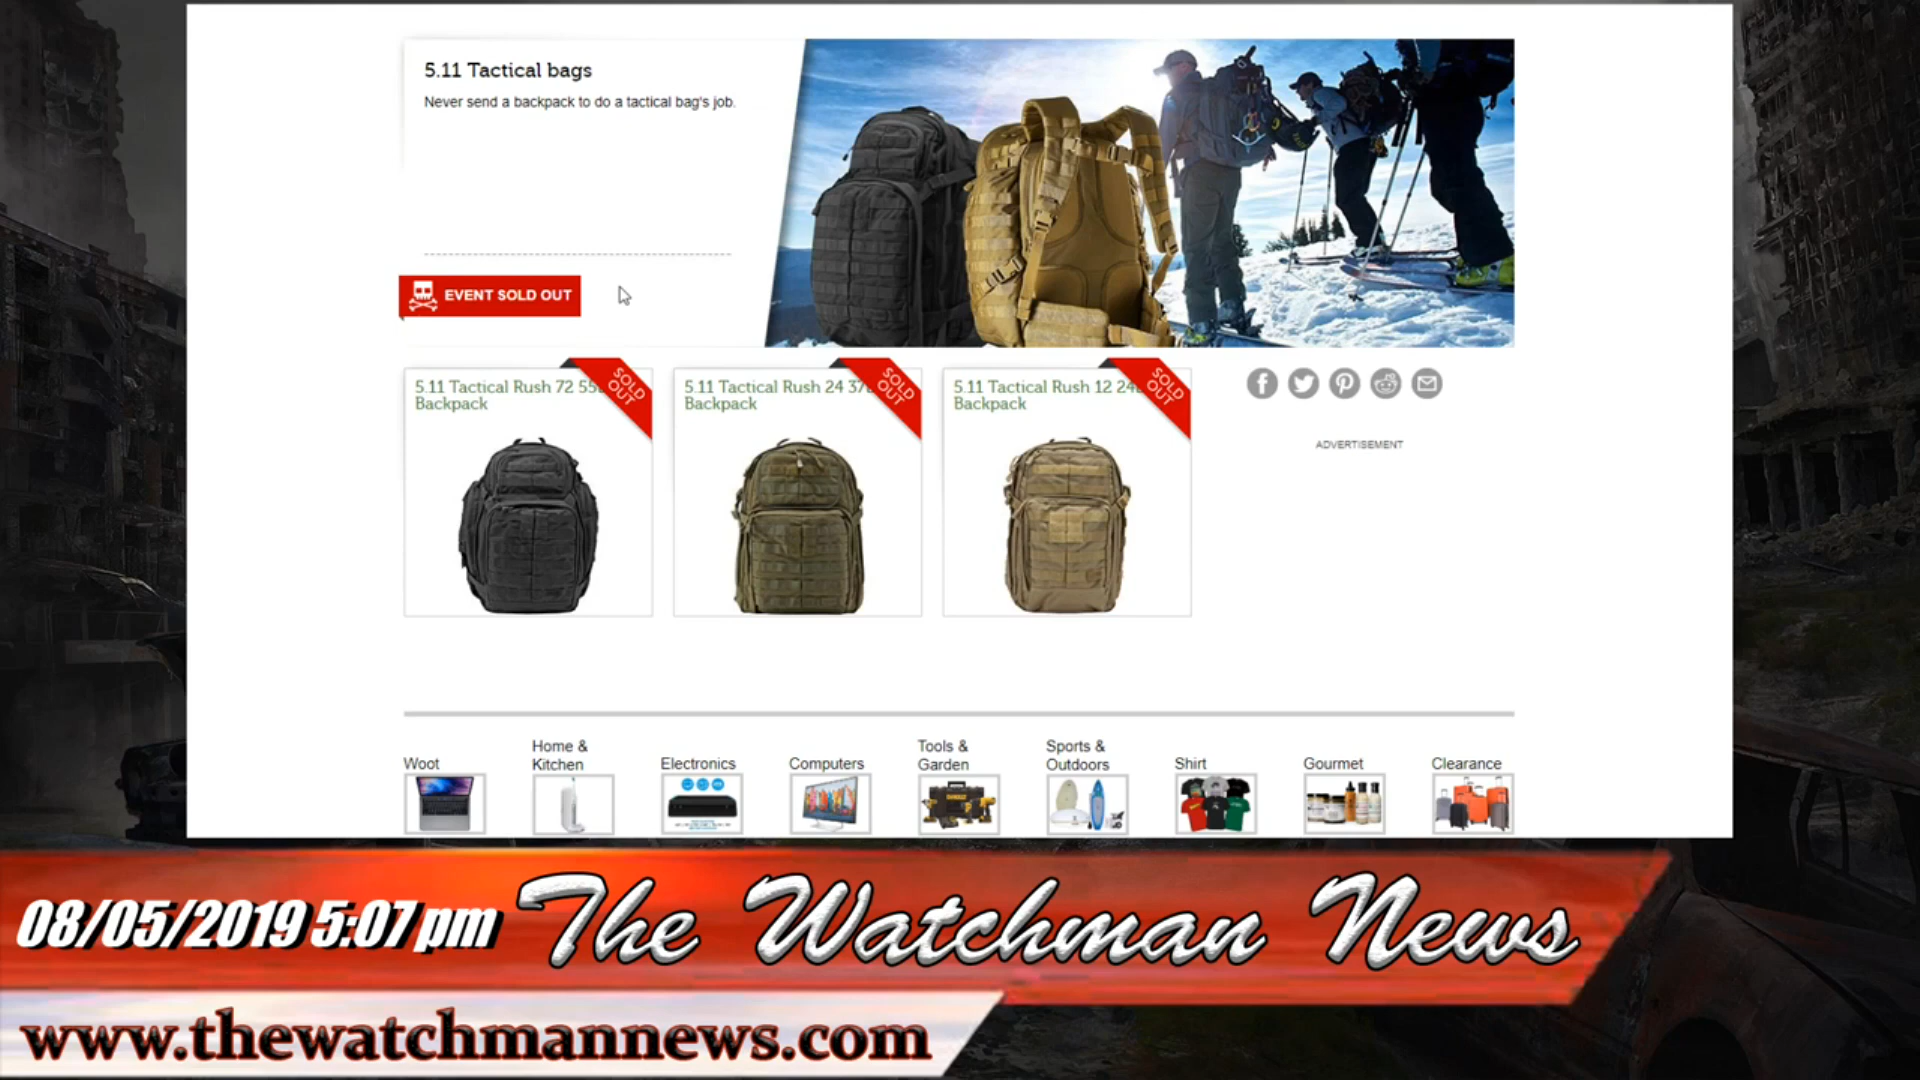 5.11 Tactical bags
Never send a backpack to do a tactical bag's job.
EVENT SOLD OUT
5.11 Tactical Rush 72
Backpack
SOLD
OUT
5.11 Tactical Rush 24
Backpack
SOLD
OUT
5.11 Tactical Rush 12
Backpack
SOLD
OUT
ADVERTISEMENT
Woot
Home &
Kitchen
Electronics
Computers
Tools &
Garden
Sports &
Outdoors
Shirt
Gourmet
Clearance
08/05/2019 5:07 pm
The Watchman News
www.thewatchmannews.com